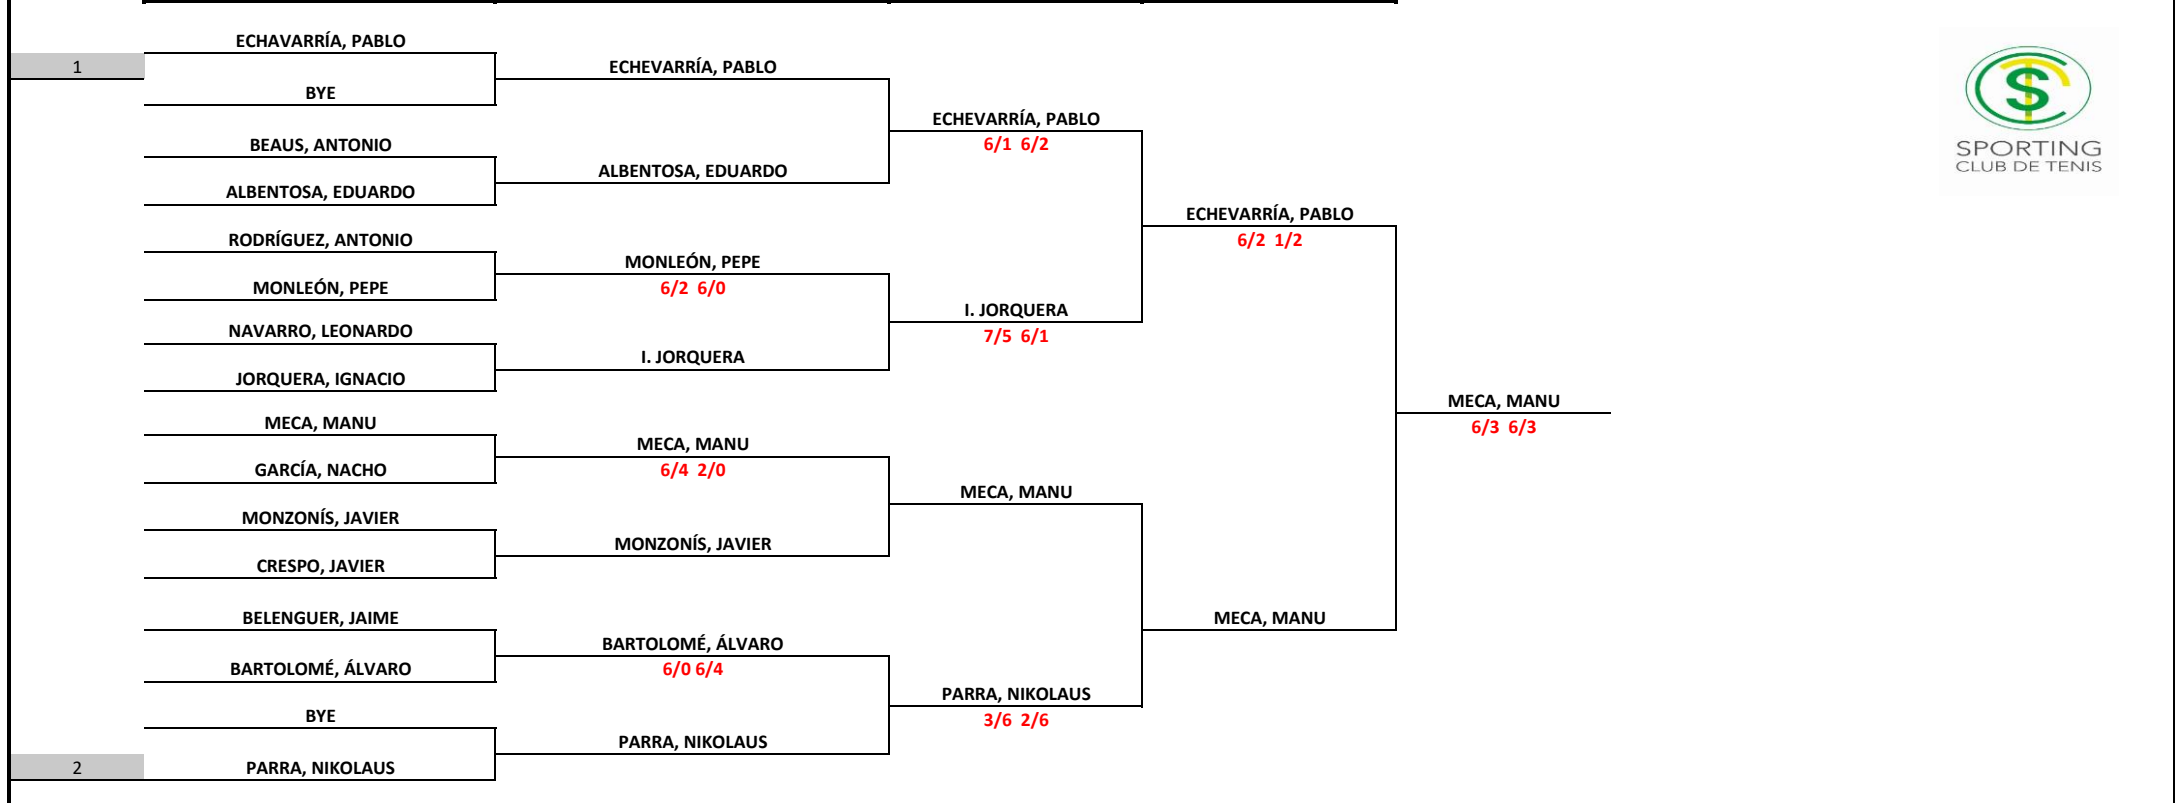 ECHAVARRÍA, PABLO
1
ECHEVARRÍA, PABLO
BYE
ECHEVARRÍA, PABLO
6/1 6/2
BEAUS, ANTONIO
ALBENTOSA, EDUARDO
ALBENTOSA, EDUARDO
ECHEVARRÍA, PABLO
6/2 1/2
RODRÍGUEZ, ANTONIO
MONLEÓN, PEPE
6/2 6/0
MONLEÓN, PEPE
I. JORQUERA
7/5 6/1
NAVARRO, LEONARDO
I. JORQUERA
JORQUERA, IGNACIO
MECA, MANU
6/3 6/3
MECA, MANU
MECA, MANU
6/4 2/0
GARCÍA, NACHO
MECA, MANU
MONZONÍS, JAVIER
MONZONÍS, JAVIER
CRESPO, JAVIER
BELENGUER, JAIME
MECA, MANU
BARTOLOMÉ, ÁLVARO
6/0 6/4
BARTOLOMÉ, ÁLVARO
PARRA, NIKOLAUS
3/6 2/6
BYE
PARRA, NIKOLAUS
2
PARRA, NIKOLAUS
SPORTING
CLUB DE TENIS